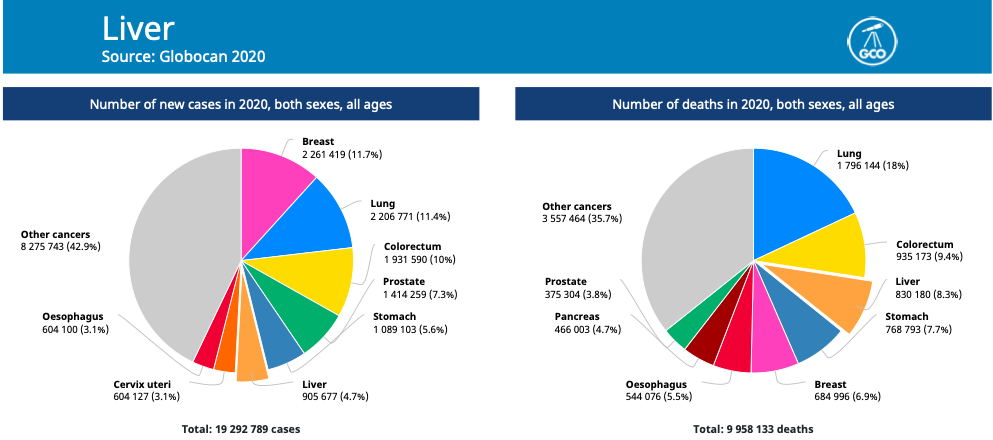 Liver
Source: Globocan 2020
GCO
Number of new cases in 2020, both sexes, all ages
Breast
2 261 419 (11.7%)
Lung
2 206 771 (11.4%)
Colorectum
1 931 590 (10%)
Prostate
1 414 259 (7.3%)
Stomach
1 089 103 (5.6%)
Liver
905 677 (4.7%)
Cervix uteri
604 127 (3.1%)
Oesophagus
604 100 (3.1%)
Other cancers
8 275 743 (42.9%)
Total: 19 292 789 cases
Number of deaths in 2020, both sexes, all ages
Lung
1 796 144 (18%)
Colorectum
935 173 (9.4%)
Liver
830 180 (8.3%)
Stomach
768 793 (7.7%)
Breast
684 996 (6.9%)
Oesophagus
544 076 (5.5%)
Pancreas
466 003 (4.7%)
Prostate
375 304 (3.8%)
Other cancers
3 557 464 (35.7%)
Total: 9 958 133 deaths